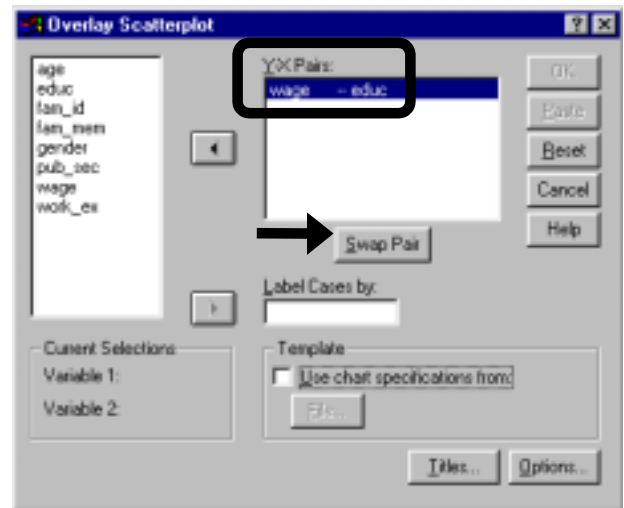 Overlay Scatterplot
age
educ
fam_id
fam_mem
gender
pub_sec
wage
work_ex
Y-X Pairs:
wage -- educ
OK
Paste
Reset
Cancel
Help
Swap Pair
Label Cases by:
Current Selections
Variable 1:
Variable 2:
Template
Use chart specifications from:
File...
Titles...
Options...